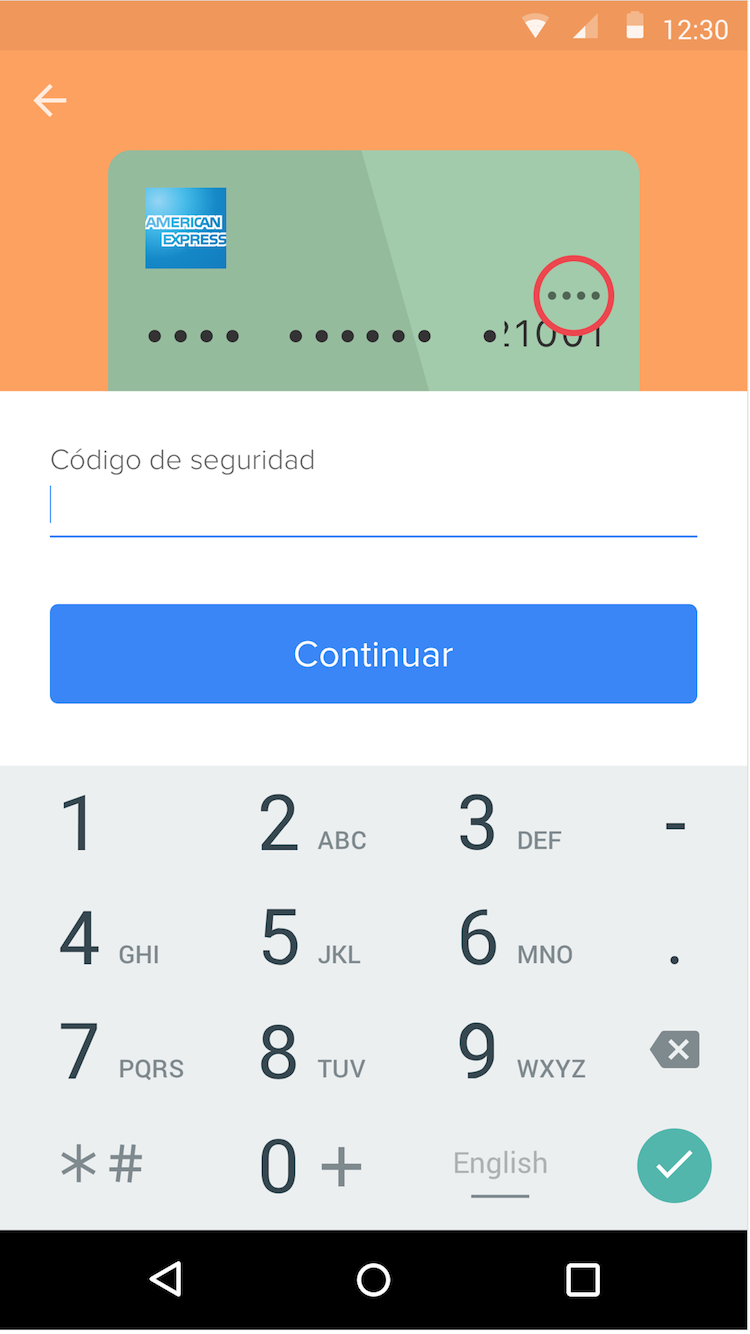 12:30
AMERICAN
EXPRESS
••••
•••• •••••• •21001
Código de seguridad
Continuar
1 2 ABC 3 DEF -
4 GHI 5 JKL 6 MNO .
7 PQRS 8 TUV 9 WXYZ
*# 0 + English